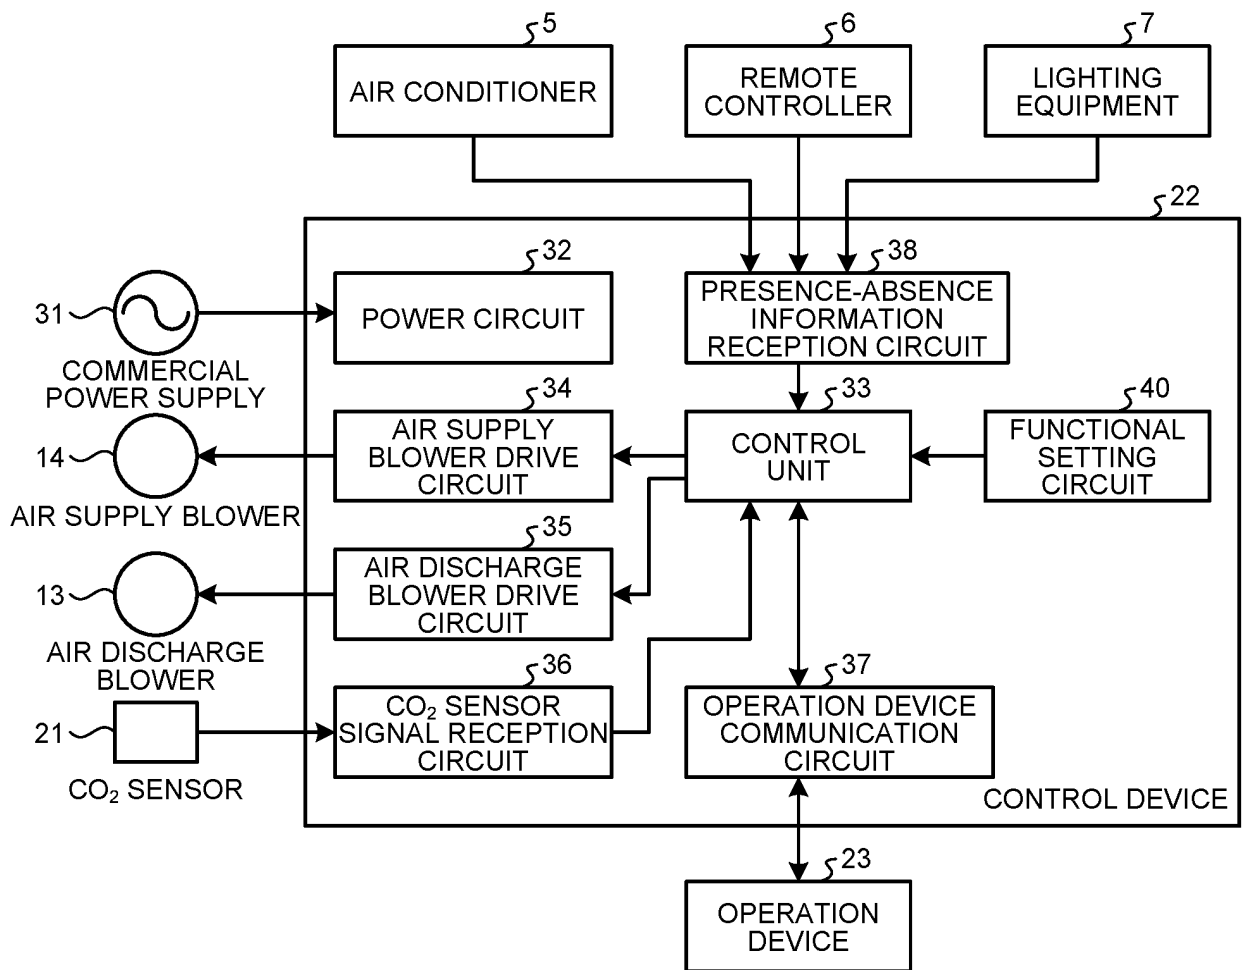 5
6
7
AIR CONDITIONER
REMOTE
CONTROLLER
LIGHTING
EQUIPMENT
22
32
38
31
POWER CIRCUIT
PRESENCE-ABSENCE
INFORMATION
RECEPTION CIRCUIT
COMMERCIAL
POWER SUPPLY
34
33
40
14
AIR SUPPLY
BLOWER DRIVE
CIRCUIT
CONTROL
UNIT
FUNCTIONAL
SETTING
CIRCUIT
AIR SUPPLY BLOWER
35
13
AIR DISCHARGE
BLOWER DRIVE
CIRCUIT
AIR DISCHARGE
BLOWER
36
37
21
CO₂ SENSOR
SIGNAL RECEPTION
CIRCUIT
OPERATION DEVICE
COMMUNICATION
CIRCUIT
CO₂ SENSOR
CONTROL DEVICE
23
OPERATION
DEVICE